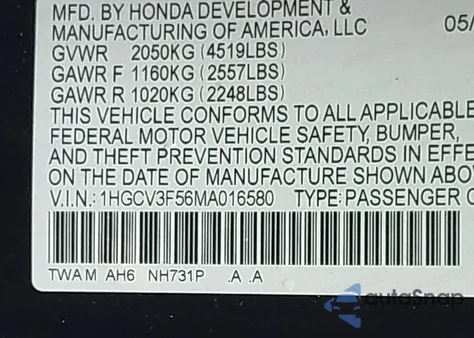 MFD. BY HONDA DEVELOPMENT &
MANUFACTURING OF AMERICA, LLC 05/
GVWR 2050KG (4519LBS)
GAWR F 1160KG (2557LBS)
GAWR R 1020KG (2248LBS)
THIS VEHICLE CONFORMS TO ALL APPLICABLE
FEDERAL MOTOR VEHICLE SAFETY, BUMPER,
AND THEFT PREVENTION STANDARDS IN EFFE
ON THE DATE OF MANUFACTURE SHOWN ABO
V.I.N.: 1HGCV3F56MA016580 TYPE: PASSENGER C
TWA M AH6 NH731P .A .A
autoSnap